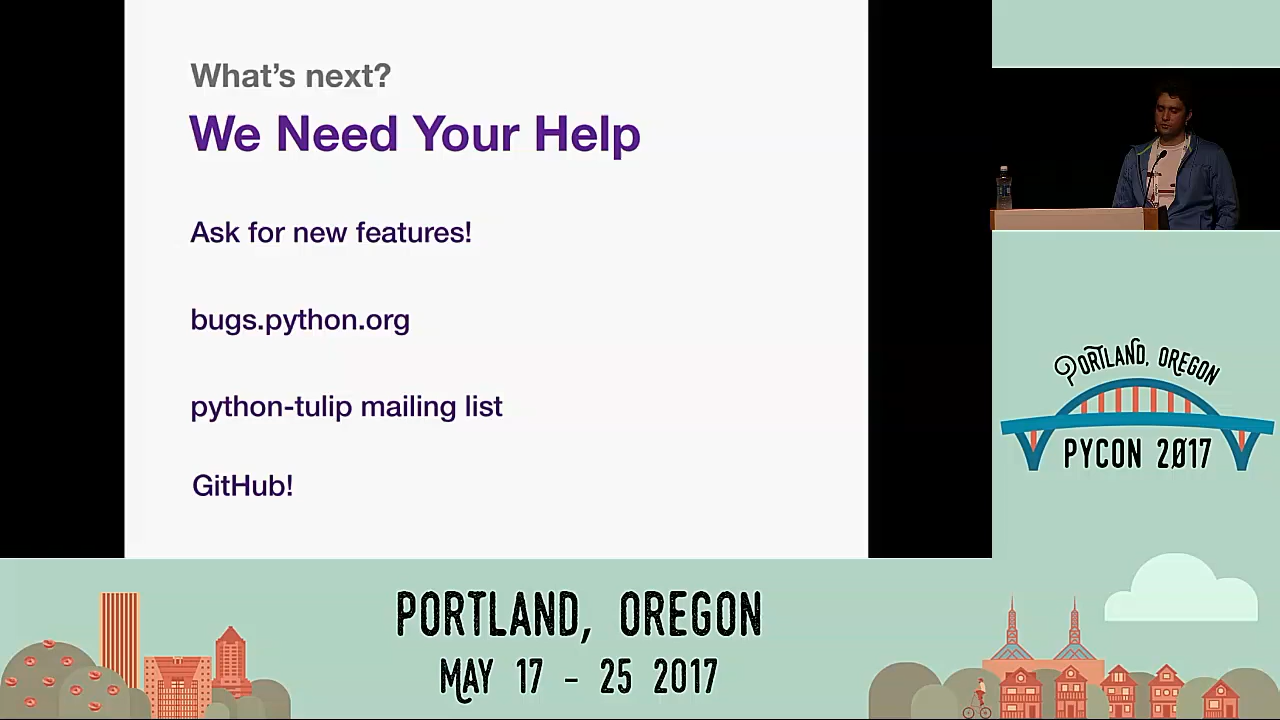 What's next?
We Need Your Help
Ask for new features!
bugs.python.org
python-tulip mailing list
GitHub!
PORTLAND, OREGON
PYCON 2017
PORTLAND, OREGON
MAY 17 - 25 2017